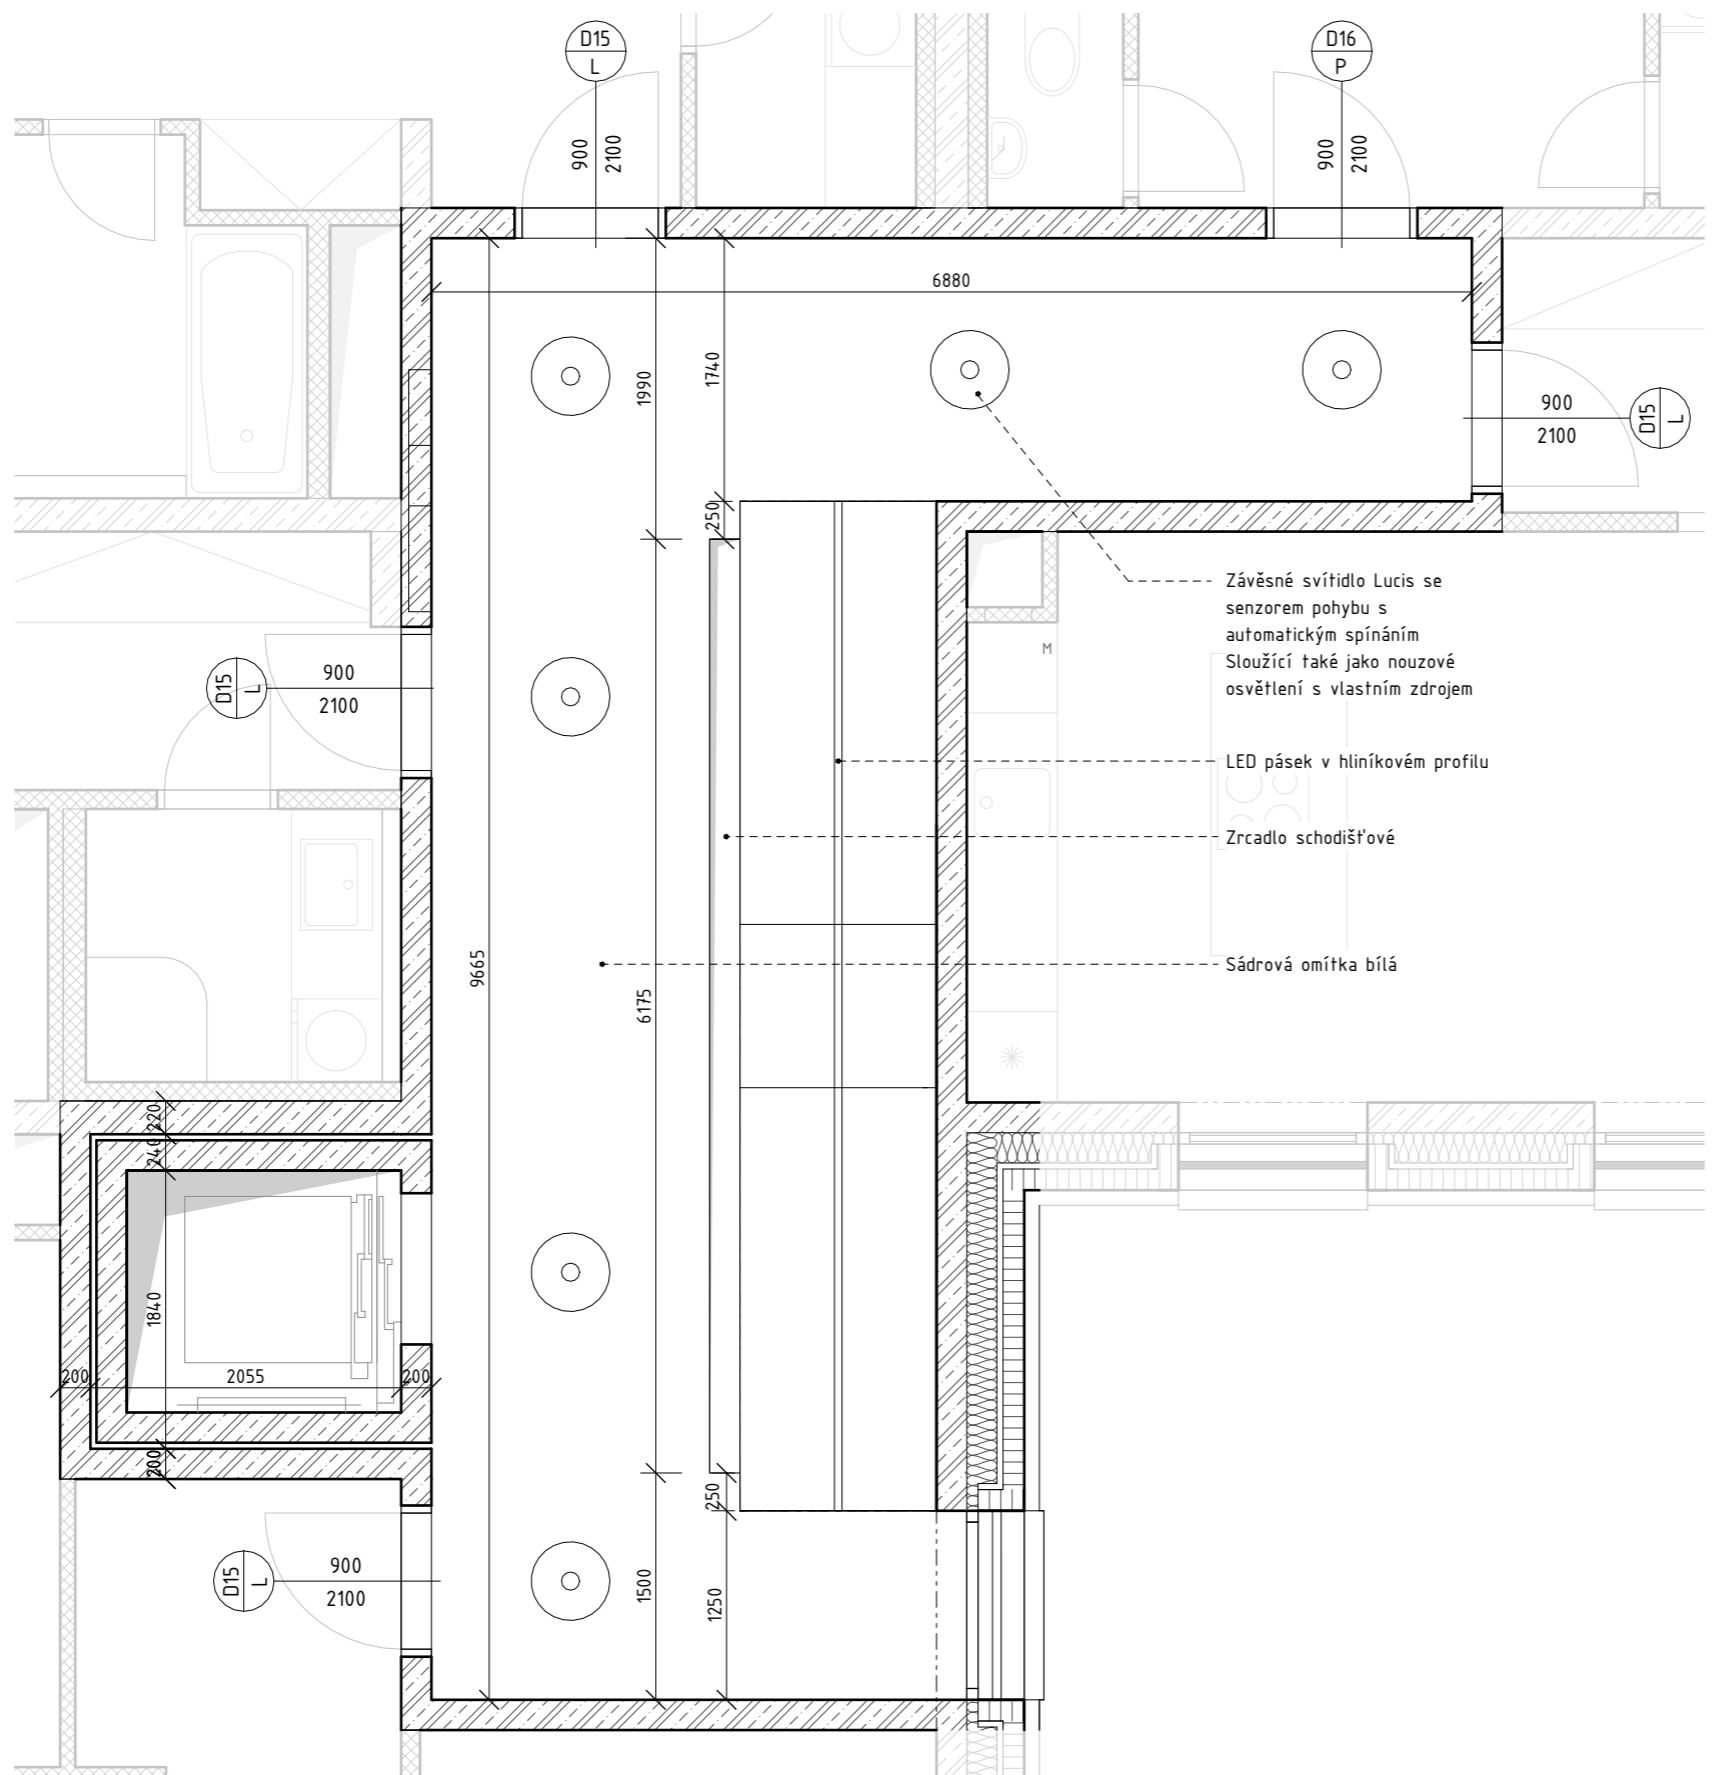 D15
L
900
2100
D16
P
900
2100
6880
1990
1740
250
900
2100
D15
L
Závěsné svítidlo Lucis se
senzorem pohybu s
automatickým spínáním
Sloužící také jako nouzové
osvětlení s vlastním zdrojem
M
D15
L
900
2100
LED pásek v hliníkovém profilu
Zrcadlo schodišťové
Sádrová omítka bílá
9665
6175
220
240
1840
200
2055
200
200
250
D15
L
900
2100
1500
1250